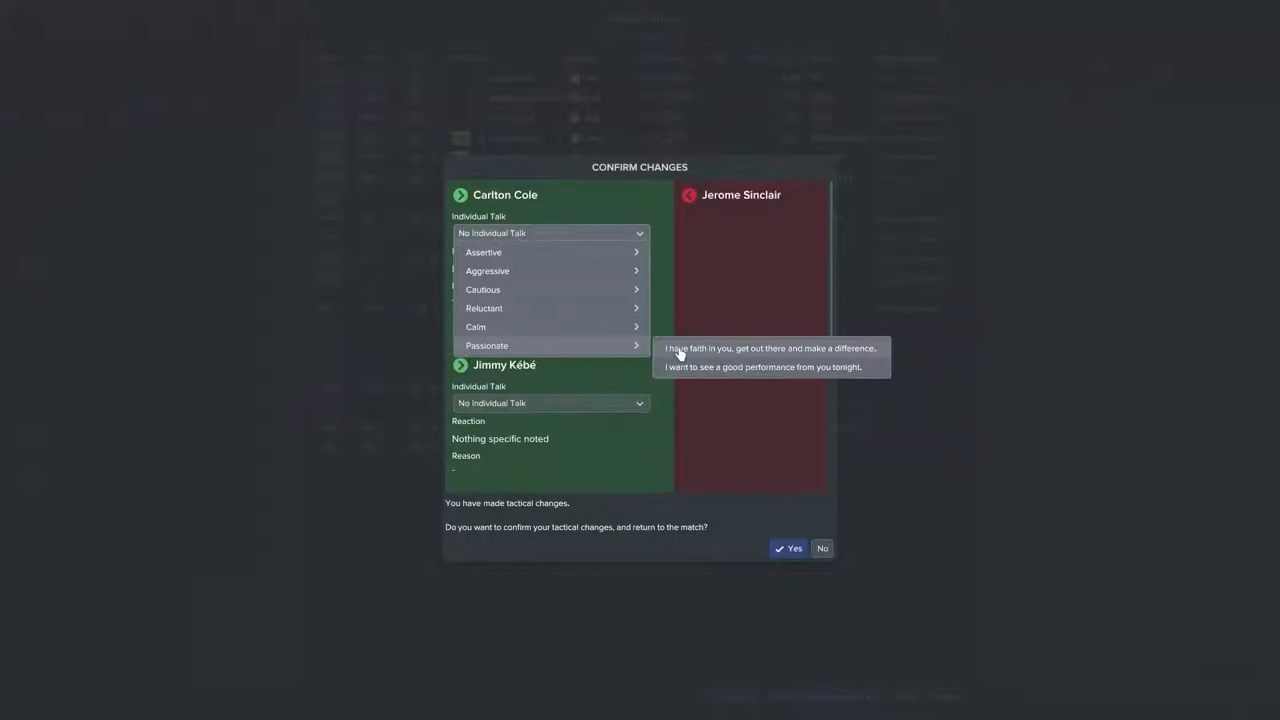 CONFIRM CHANGES
Carlton Cole
Jerome Sinclair
Individual Talk
No Individual Talk
Assertive
Aggressive
Cautious
Reluctant
Calm
Passionate
I have faith in you, get out there and make a difference.
I want to see a good performance from you tonight.
Jimmy Kébé
Individual Talk
No Individual Talk
Reaction
Nothing specific noted
Reason
-
You have made tactical changes.
Do you want to confirm your tactical changes, and return to the match?
Yes
No